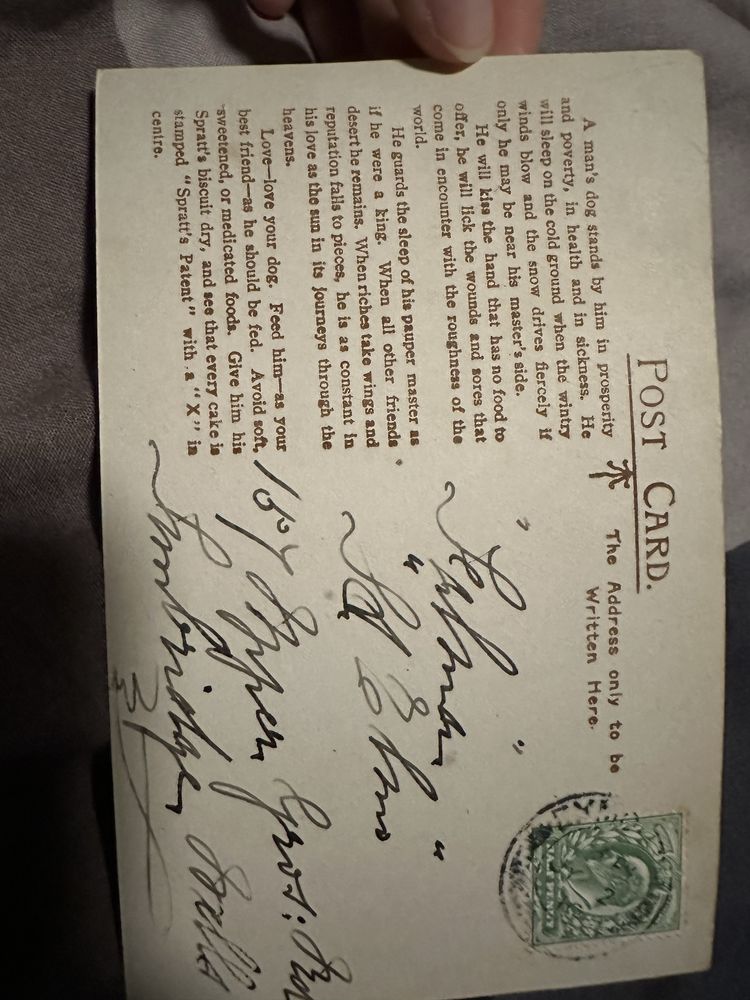 POST CARD.
A man's dog stands by him in prosperity
and poverty, in health and in sickness. He
will sleep on the cold ground when the wintry
winds blow and the snow drives fiercely if
only he may be near his master's side.
He will kiss the hand that has no food to
offer, he will lick the wounds and sores that
come in encounter with the roughness of the
world.
He guards the sleep of his pauper master as
if he were a king. When all other friends
desert he remains. When riches take wings and
reputation falls to pieces, he is as constant in
his love as the sun in its journeys through the
heavens.
Love—love your dog. Feed him—as your
best friend—as he should be fed. Avoid soft,
sweetened, or medicated foods. Give him his
Spratt's biscuit dry, and see that every cake is
stamped "Spratt's Patent" with a "X" in
centre.
The Address only to be
Written Here.
Upper Gros:
Tunbridge Wells